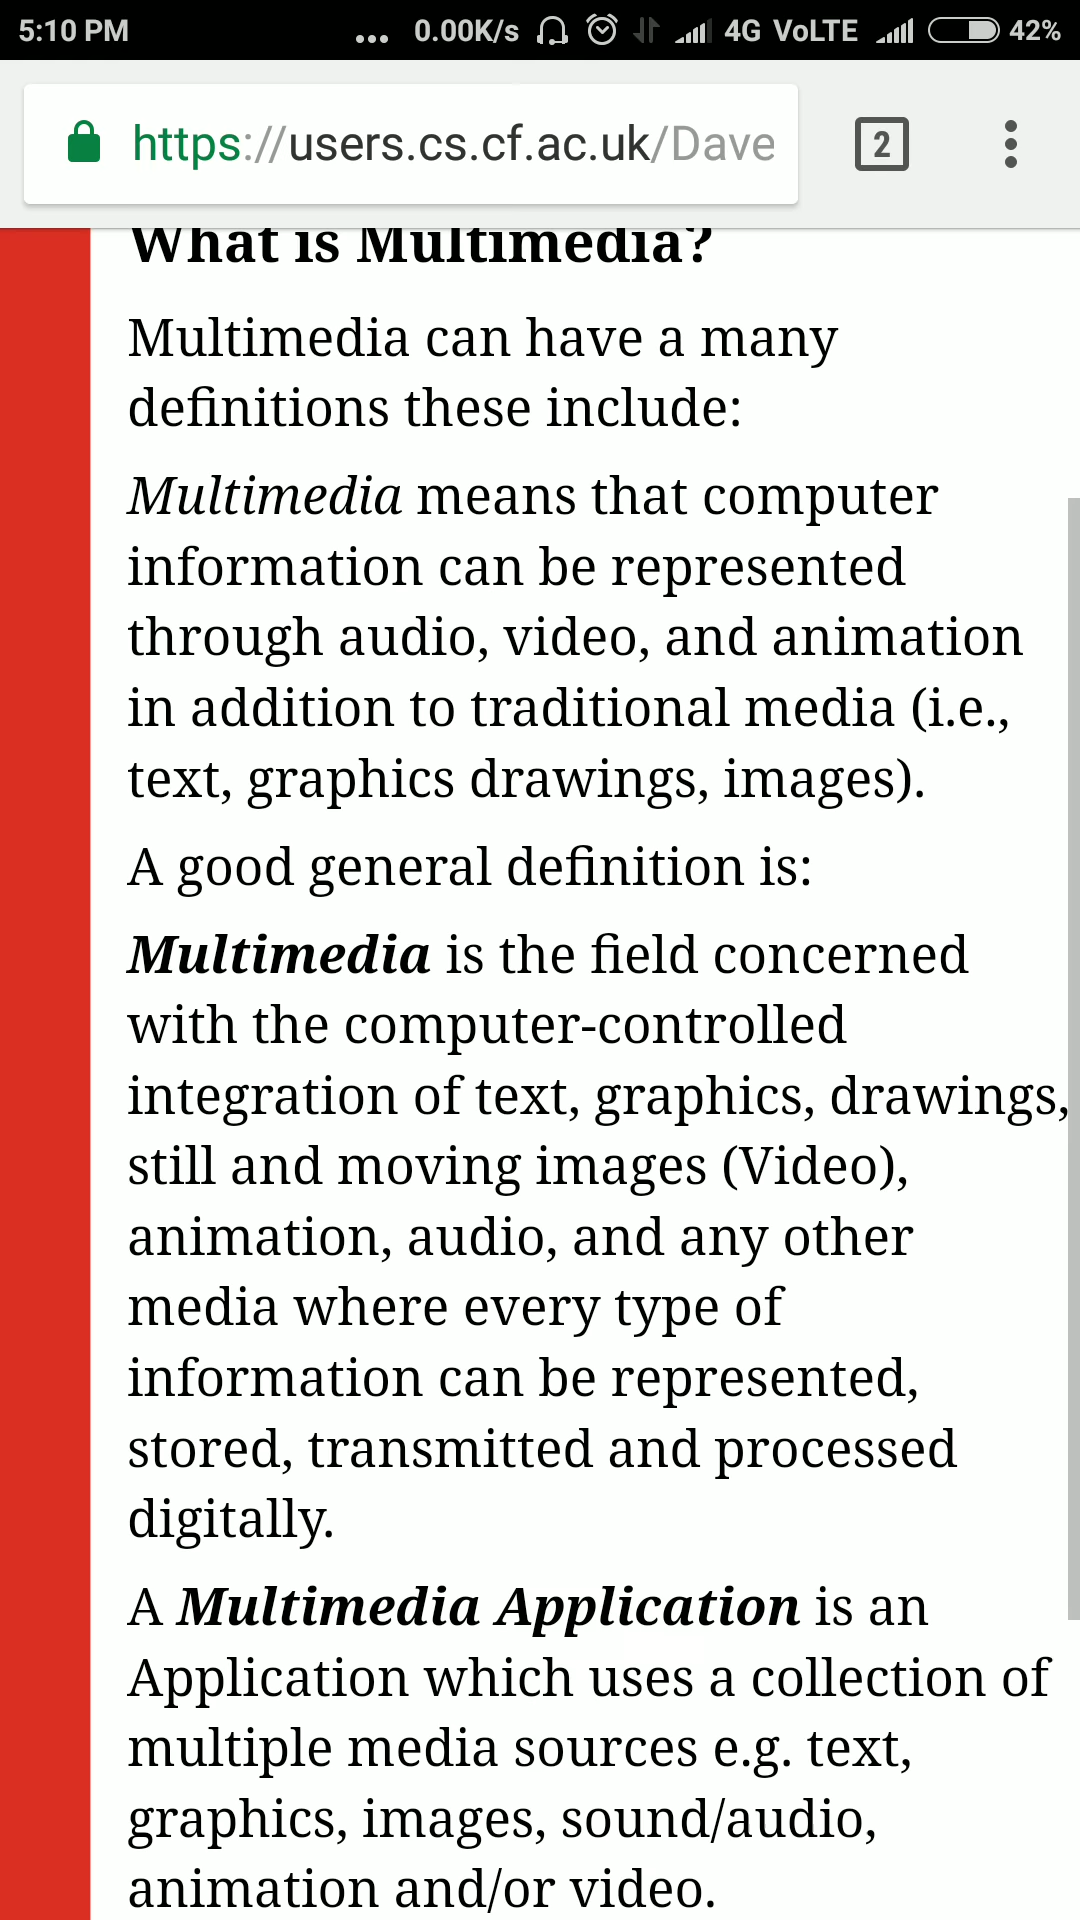 5:10 PM ... 0.00K/s 4G VoLTE 42%
https://users.cs.cf.ac.uk/Dave
2
What is Multimedia?
Multimedia can have a many
definitions these include:
Multimedia means that computer
information can be represented
through audio, video, and animation
in addition to traditional media (i.e.,
text, graphics drawings, images).
A good general definition is:
Multimedia is the field concerned
with the computer-controlled
integration of text, graphics, drawings,
still and moving images (Video),
animation, audio, and any other
media where every type of
information can be represented,
stored, transmitted and processed
digitally.
A Multimedia Application is an
Application which uses a collection of
multiple media sources e.g. text,
graphics, images, sound/audio,
animation and/or video.